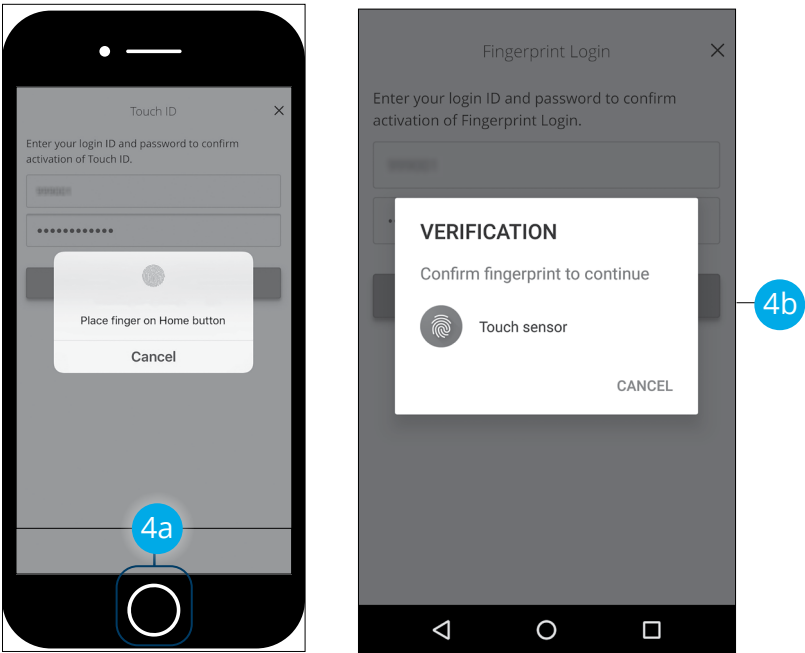 Touch ID
Enter your login ID and password to confirm
activation of Touch ID.
••••••••••••
Place finger on Home button
Cancel
4a
Fingerprint Login
Enter your login ID and password to confirm
activation of Fingerprint Login.
VERIFICATION
Confirm fingerprint to continue
Touch sensor
CANCEL
4b